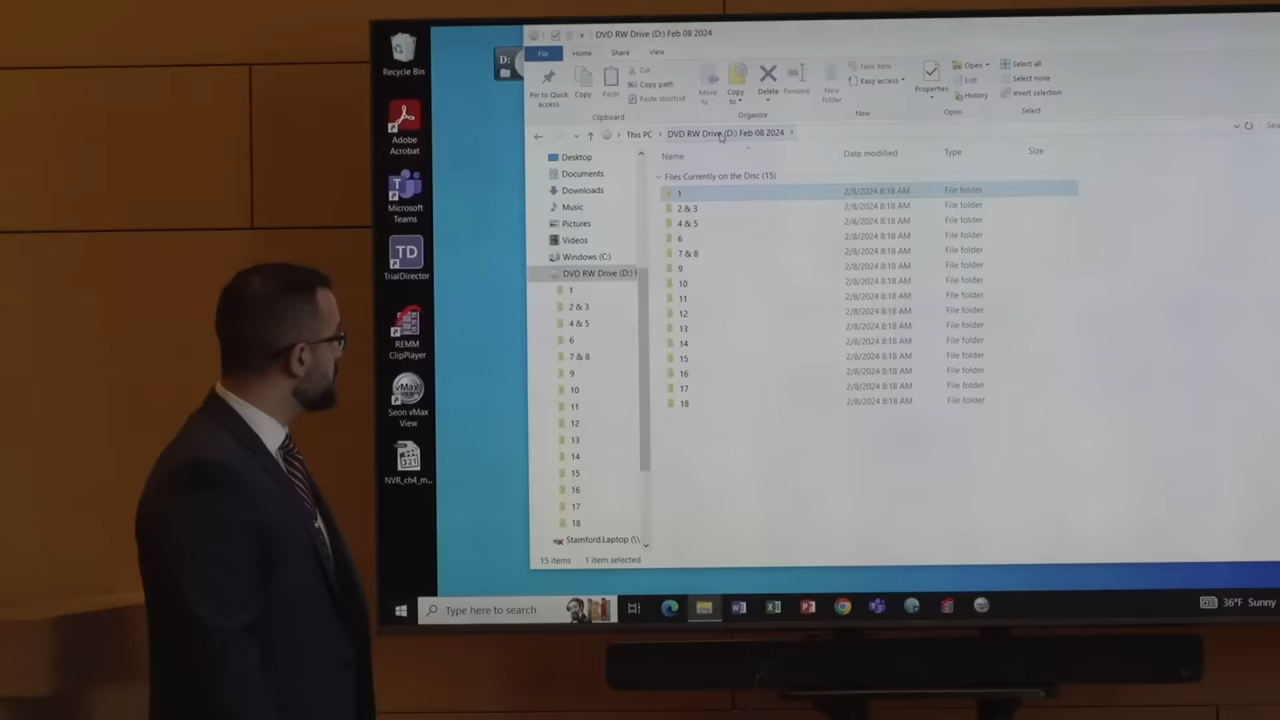 DVD RW Drive (D:) Feb 08 2024
File
Home
Share
View
Recycle Bin
Adobe
Acrobat
Microsoft
Teams
TD
TrialDirector
REMM
ClipPlayer
vMax
Seon vMax
View
321
NVR_ch4_m...
D:
Pin to Quick
access
Copy
Paste
Cut
Copy path
Paste shortcut
Clipboard
Move
to
Copy
to
Delete
Rename
Organize
New
folder
New item
Easy access
New
Properties
Open
Edit
History
Open
Select all
Select none
Invert selection
Select
This PC > DVD RW Drive (D:) Feb 08 2024 >
Desktop
Documents
Downloads
Music
Pictures
Videos
Windows (C:)
DVD RW Drive (D:)
1
2 & 3
4 & 5
6
7 & 8
9
10
11
12
13
14
15
16
17
18
Stamford.Laptop (\\
Name Date modified Type Size
Files Currently on the Disc (15)
1 2/8/2024 8:18 AM File folder
2 & 3 2/8/2024 8:18 AM File folder
4 & 5 2/8/2024 8:18 AM File folder
6 2/8/2024 8:18 AM File folder
7 & 8 2/8/2024 8:18 AM File folder
9 2/8/2024 8:18 AM File folder
10 2/8/2024 8:18 AM File folder
11 2/8/2024 8:18 AM File folder
12 2/8/2024 8:18 AM File folder
13 2/8/2024 8:18 AM File folder
14 2/8/2024 8:18 AM File folder
15 2/8/2024 8:18 AM File folder
16 2/8/2024 8:18 AM File folder
17 2/8/2024 8:18 AM File folder
18 2/8/2024 8:18 AM File folder
15 items 1 item selected
Type here to search
36°F Sunny